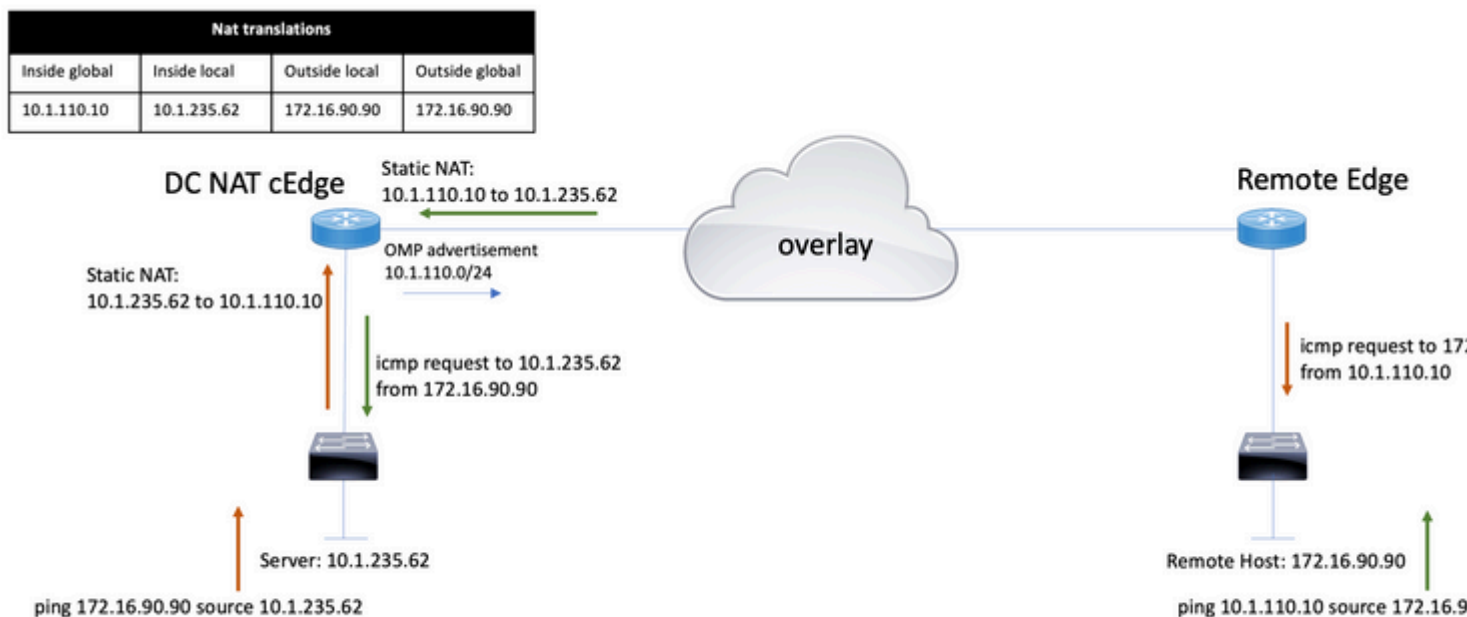 Nat translations
Inside global Inside local Outside local Outside global
10.1.110.10 10.1.235.62 172.16.90.90 172.16.90.90
DC NAT cEdge
Static NAT:
10.1.110.10 to 10.1.235.62
Remote Edge
overlay
OMP advertisement
10.1.110.0/24
Static NAT:
10.1.235.62 to 10.1.110.10
icmp request to 10.1.235.62
from 172.16.90.90
icmp request to 172
from 10.1.110.10
Server: 10.1.235.62
Remote Host: 172.16.90.90
ping 172.16.90.90 source 10.1.235.62
ping 10.1.110.10 source 172.16.9